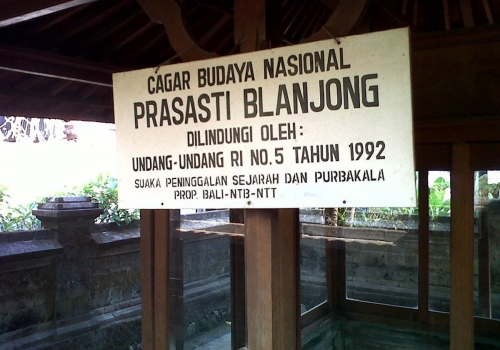 CAGAR BUDAYA NASIONAL
PRASASTI BLANJONG
DILINDUNGI OLEH :
UNDANG-UNDANG RI NO.5 TAHUN 1992
SUAKA PENINGGALAN SEJARAH DAN PURBAKALA
PROP. BALI-NTB-NTT